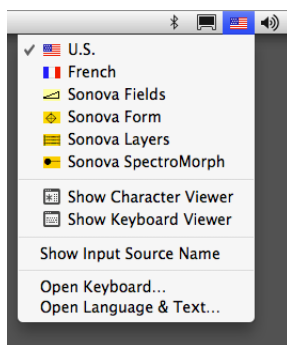 U.S.
French
Sonova Fields
Sonova Form
Sonova Layers
Sonova SpectroMorph
Show Character Viewer
Show Keyboard Viewer
Show Input Source Name
Open Keyboard...
Open Language & Text...